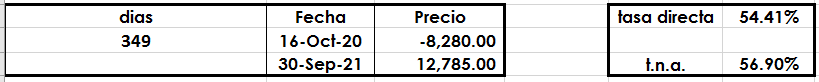 dias Fecha Precio tasa directa 54.41%
349 16-Oct-20 -8,280.00
30-Sep-21 12,785.00 t.n.a. 56.90%